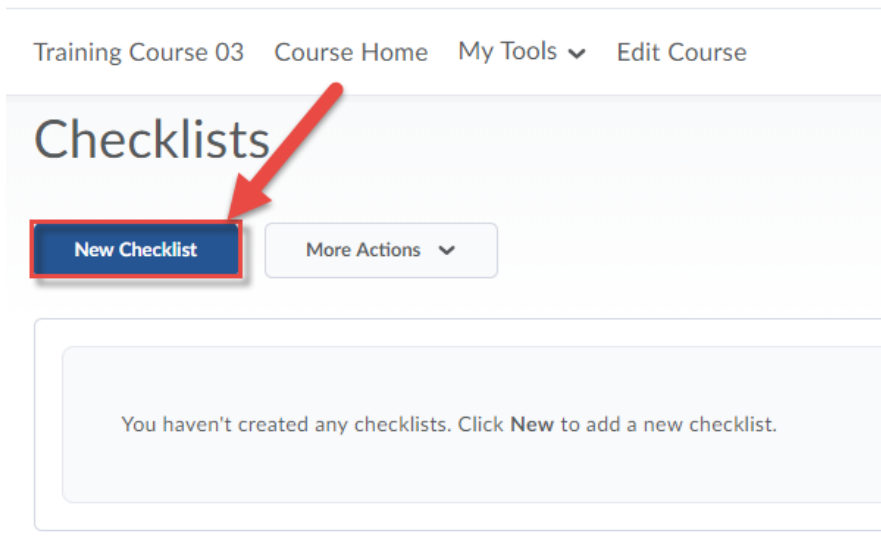 Training Course 03 Course Home My Tools Edit Course
Checklists
New Checklist More Actions
You haven't created any checklists. Click New to add a new checklist.